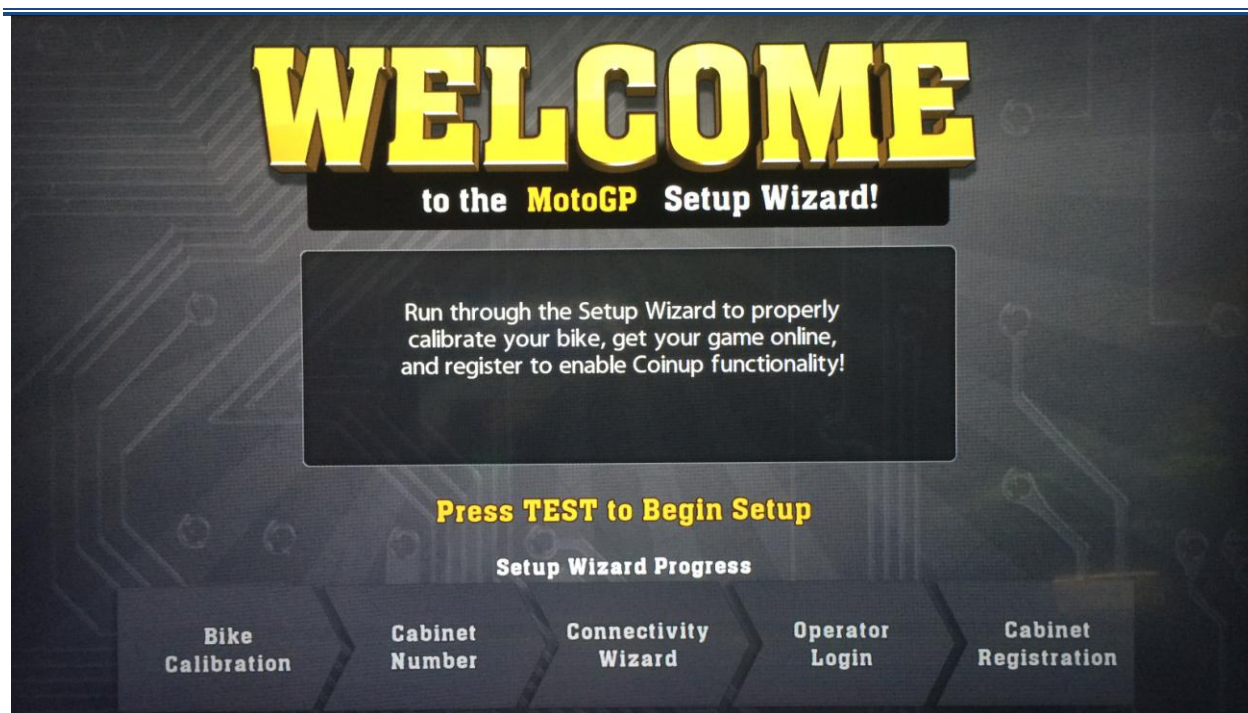 WELCOME
to the MotoGP Setup Wizard!
Run through the Setup Wizard to properly
calibrate your bike, get your game online,
and register to enable Coinup functionality!
Press TEST to Begin Setup
Setup Wizard Progress
Bike
Calibration
Cabinet
Number
Connectivity
Wizard
Operator
Login
Cabinet
Registration